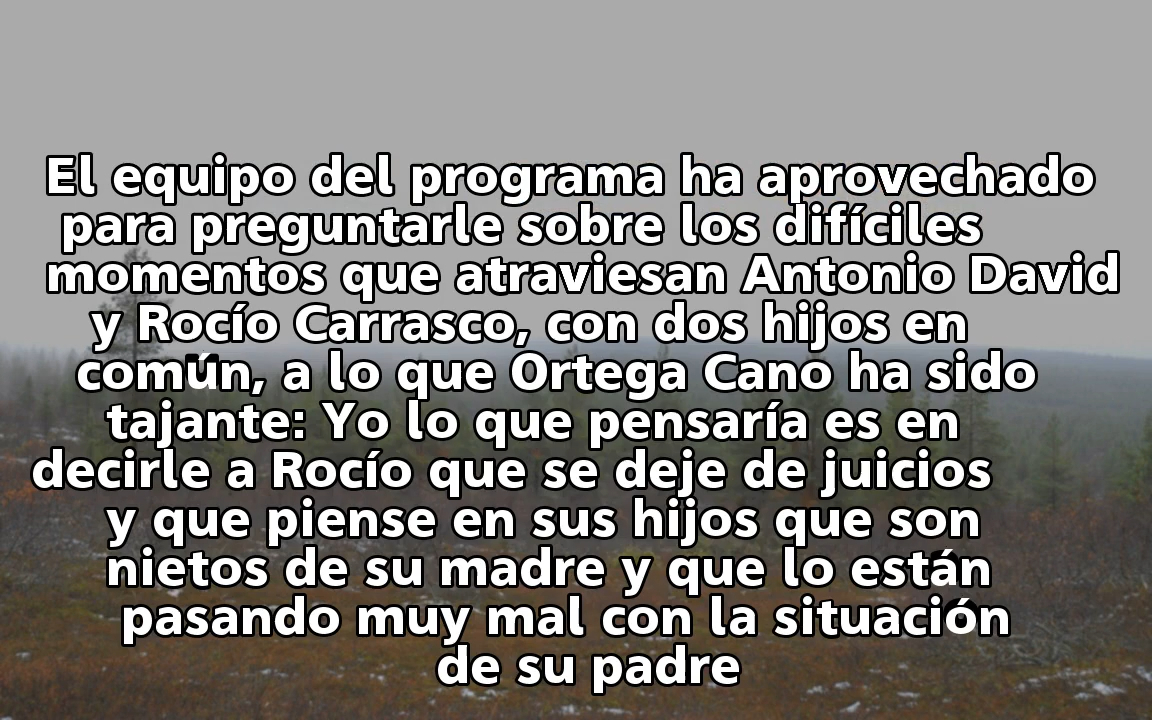 El equipo del programa ha aprovechado
para preguntarle sobre los difíciles
momentos que atraviesan Antonio David
y Rocío Carrasco, con dos hijos en
común, a lo que Ortega Cano ha sido
tajante: Yo lo que pensaría es en
decirle a Rocío que se deje de juicios
y que piense en sus hijos que son
nietos de su madre y que lo están
pasando muy mal con la situación
de su padre